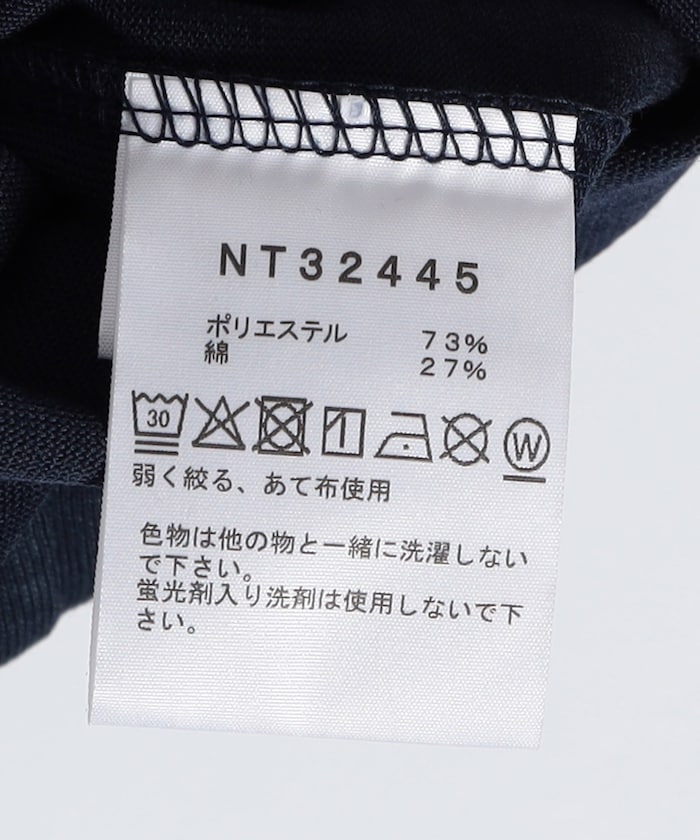 NT32445
ポリエステル 73%
綿 27%
30 W
弱く絞る、あて布使用
色物は他の物と一緒に洗濯しない
で下さい。
蛍光剤入り洗剤は使用しないで下
さい。